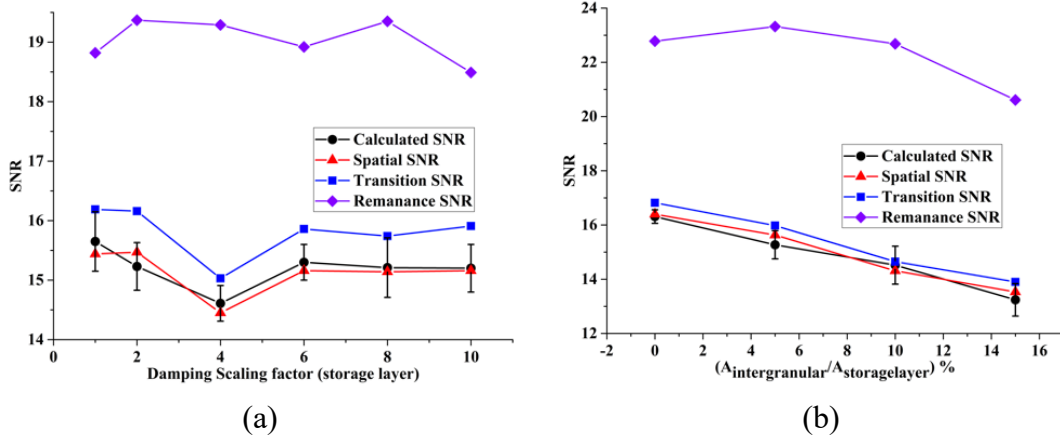 19
18
17
16
15
14
SNR
Calculated SNR
Spatial SNR
Transition SNR
Remanance SNR
0 2 4 6 8 10
Damping Scaling factor (storage layer)
(a)
24
22
20
18
16
14
12
SNR
Calculated SNR
Spatial SNR
Transition SNR
Remanance SNR
-2 0 2 4 6 8 10 12 14 16
(Aintergranular/Astoragelayer) %
(b)